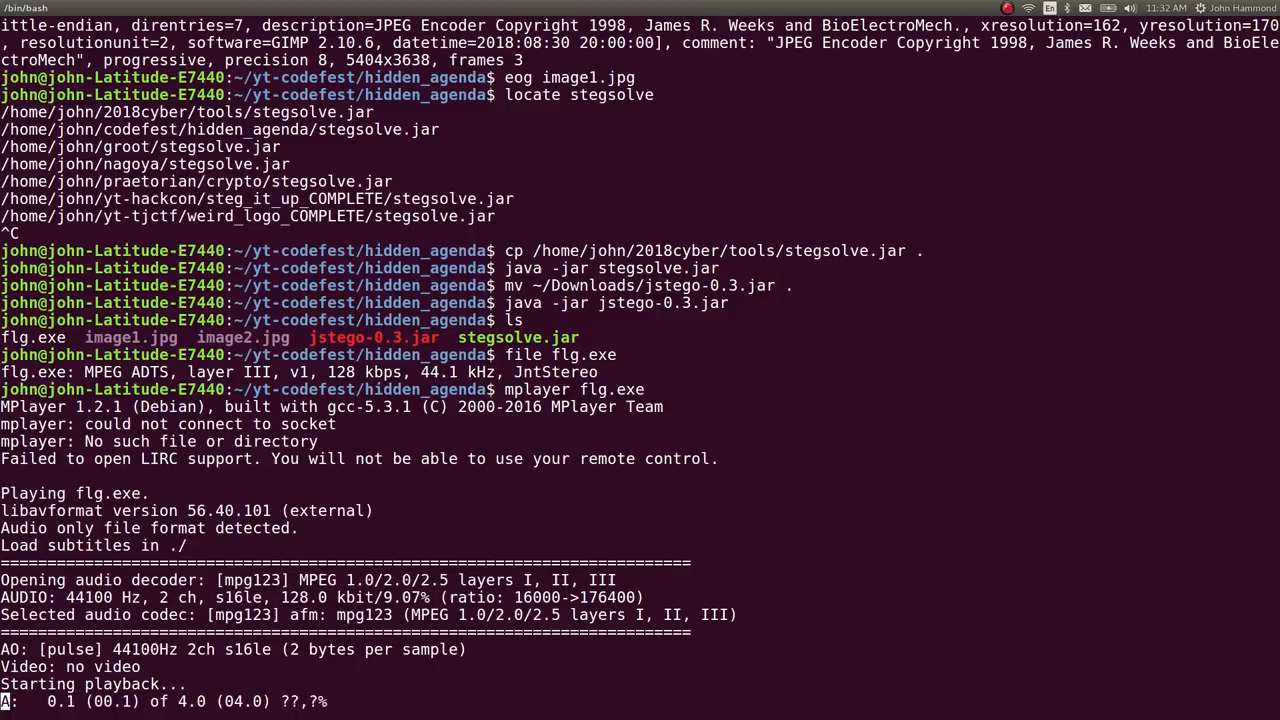 /bin/bash
En
11:32 AM
John Hammond
ittle-endian, direntries=7, description=JPEG Encoder Copyright 1998, James R. Weeks and BioElectroMech., xresolution=162, yresolution=170
, resolutionunit=2, software=GIMP 2.10.6, datetime=2018:08:30 20:00:00], comment: "JPEG Encoder Copyright 1998, James R. Weeks and BioEle
ctroMech", progressive, precision 8, 5404x3638, frames 3
john@john-Latitude-E7440:~/yt-codefest/hidden_agenda$ eog image1.jpg
john@john-Latitude-E7440:~/yt-codefest/hidden_agenda$ locate stegsolve
/home/john/2018cyber/tools/stegsolve.jar
/home/john/codefest/hidden_agenda/stegsolve.jar
/home/john/groot/stegsolve.jar
/home/john/nagoya/stegsolve.jar
/home/john/praetorian/crypto/stegsolve.jar
/home/john/yt-hackcon/steg_it_up_COMPLETE/stegsolve.jar
/home/john/yt-tjctf/weird_logo_COMPLETE/stegsolve.jar
^C
john@john-Latitude-E7440:~/yt-codefest/hidden_agenda$ cp /home/john/2018cyber/tools/stegsolve.jar .
john@john-Latitude-E7440:~/yt-codefest/hidden_agenda$ java -jar stegsolve.jar
john@john-Latitude-E7440:~/yt-codefest/hidden_agenda$ mv ~/Downloads/jstego-0.3.jar .
john@john-Latitude-E7440:~/yt-codefest/hidden_agenda$ java -jar jstego-0.3.jar
john@john-Latitude-E7440:~/yt-codefest/hidden_agenda$ ls
flg.exe  image1.jpg  image2.jpg  jstego-0.3.jar  stegsolve.jar
john@john-Latitude-E7440:~/yt-codefest/hidden_agenda$ file flg.exe
flg.exe: MPEG ADTS, layer III, v1, 128 kbps, 44.1 kHz, JntStereo
john@john-Latitude-E7440:~/yt-codefest/hidden_agenda$ mplayer flg.exe
MPlayer 1.2.1 (Debian), built with gcc-5.3.1 (C) 2000-2016 MPlayer Team
mplayer: could not connect to socket
mplayer: No such file or directory
Failed to open LIRC support. You will not be able to use your remote control.
Playing flg.exe.
libavformat version 56.40.101 (external)
Audio only file format detected.
Load subtitles in ./
==========================================================================
Opening audio decoder: [mpg123] MPEG 1.0/2.0/2.5 layers I, II, III
AUDIO: 44100 Hz, 2 ch, s16le, 128.0 kbit/9.07% (ratio: 16000->176400)
Selected audio codec: [mpg123] afm: mpg123 (MPEG 1.0/2.0/2.5 layers I, II, III)
==========================================================================
AO: [pulse] 44100Hz 2ch s16le (2 bytes per sample)
Video: no video
Starting playback...
A:   0.1 (00.1) of 4.0 (04.0) ??,?%